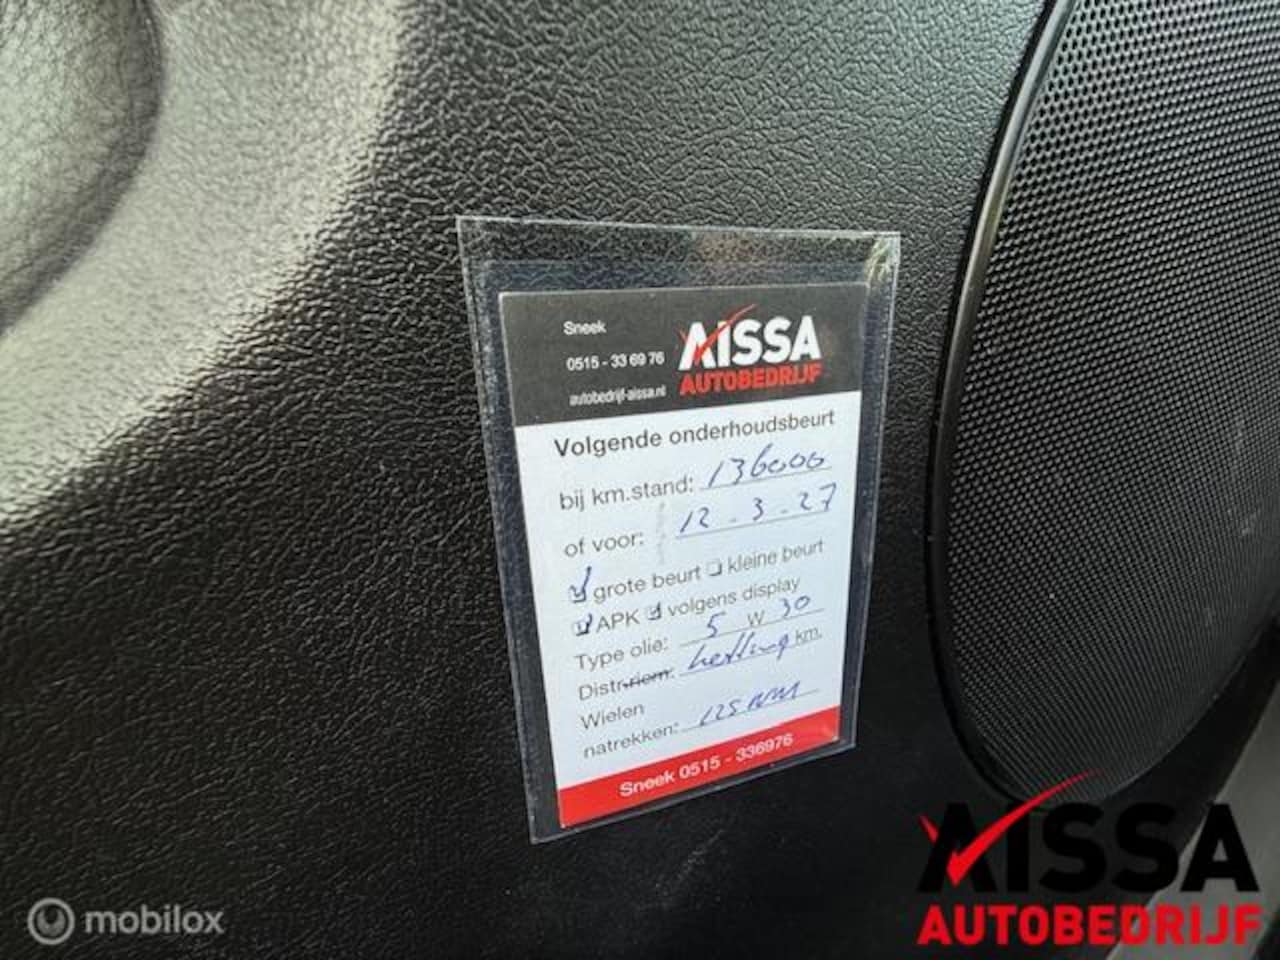 Sneek
0515 - 33 69 76
autobedrijf-aissa.nl
AISSA
AUTOBEDRIJF
Volgende onderhoudsbeurt
bij km.stand: 136000
of voor: 12-3-27
grote beurt kleine beurt
APK volgens display
Type olie: 5 W 30
Distr.riem: ketting km.
Wielen
natrekken: 125 NM
Sneek 0515 - 336976
AISSA
AUTOBEDRIJF
mobilox